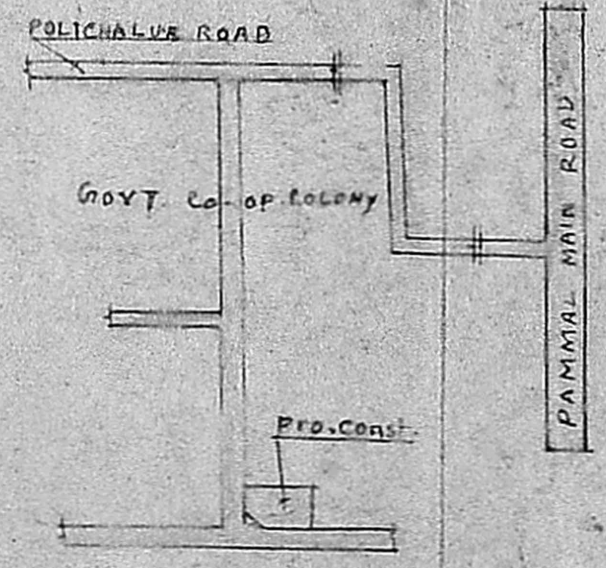 POLICHALUR ROAD
GOVT. CO-OP. COLONY
PAMMAL MAIN ROAD
Pro.Const.